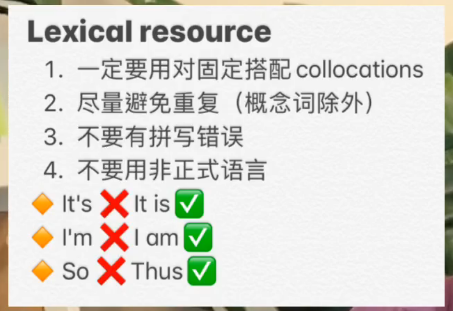 Lexical resource
1. 一定要用对固定搭配 collocations
2. 尽量避免重复（概念词除外）
3. 不要有拼写错误
4. 不要用非正式语言
🔸 It's ❌ It is ✅
🔸 I'm ❌ I am ✅
🔸 So ❌ Thus ✅